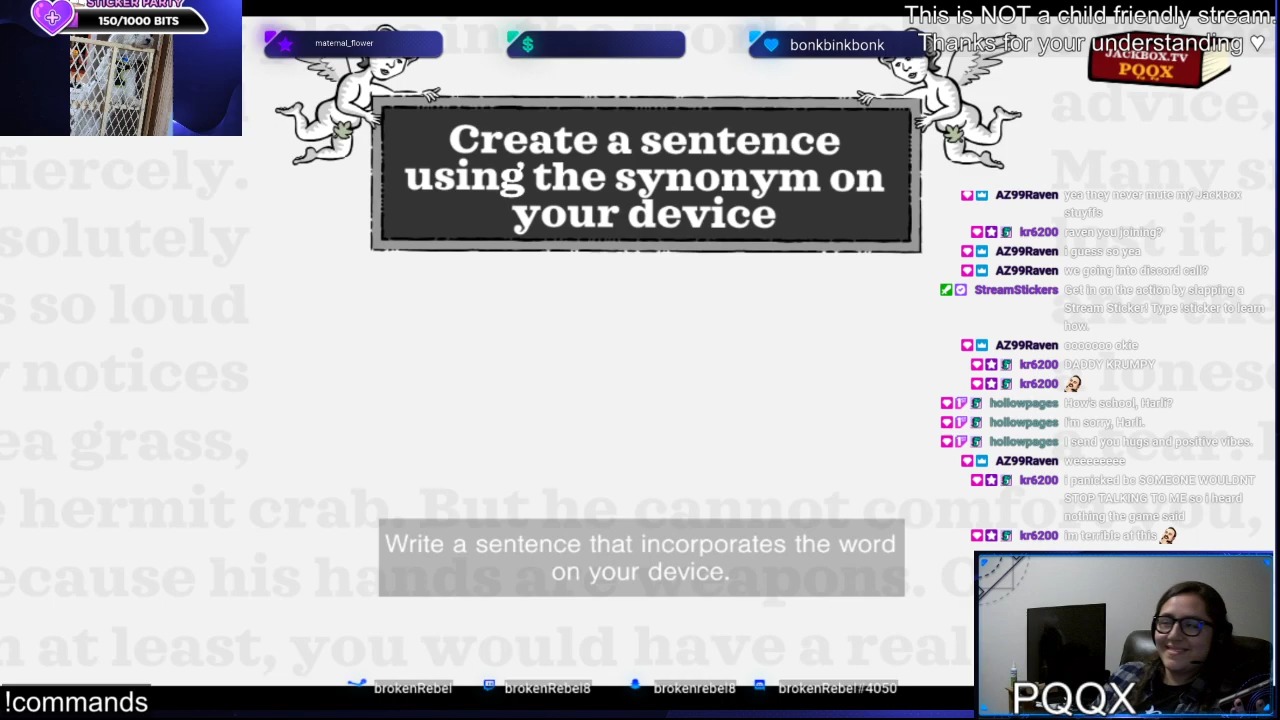 STICKER PARTY
150/1000 BITS
maternal_flower
bonkbinkbonk
This is NOT a child friendly stream.
Thanks for your understanding ♥
JACKBOX.TV
PQQX
Create a sentence
using the synonym on
your device
AZ99Raven yea they never mute my Jackbox
stuyffs
kr6200 raven you joining?
AZ99Raven i guess so yea
AZ99Raven we going into discord call?
StreamStickers Get in on the action by slapping a
Stream Sticker! Type !sticker to learn
how.
AZ99Raven ooooooo okie
kr6200 DADDY KRUMPY
kr6200
hollowpages How's school, Harli?
hollowpages I'm sorry, Harli.
hollowpages I send you hugs and positive vibes.
AZ99Raven weeeeeeee
kr6200 i panicked bc SOMEONE WOULDNT
STOP TALKING TO ME so i heard
nothing the game said
kr6200 im terrible at this
fiercely.
solutely
s so loud
y notices
ea grass,
hermit crab. But he cannot
advice,
Many
Write a sentence that incorporates the word
on your device.
ecause his hands are weapons.
n at least, you would have a real
brokenRebel
brokenRebel8
brokenrebel8
brokenRebel#4050
!commands
PQQX